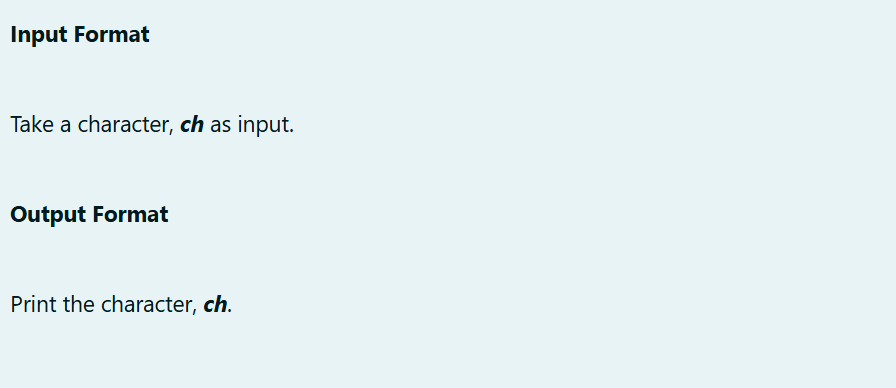 Input Format
Take a character, ch as input.
Output Format
Print the character, ch.